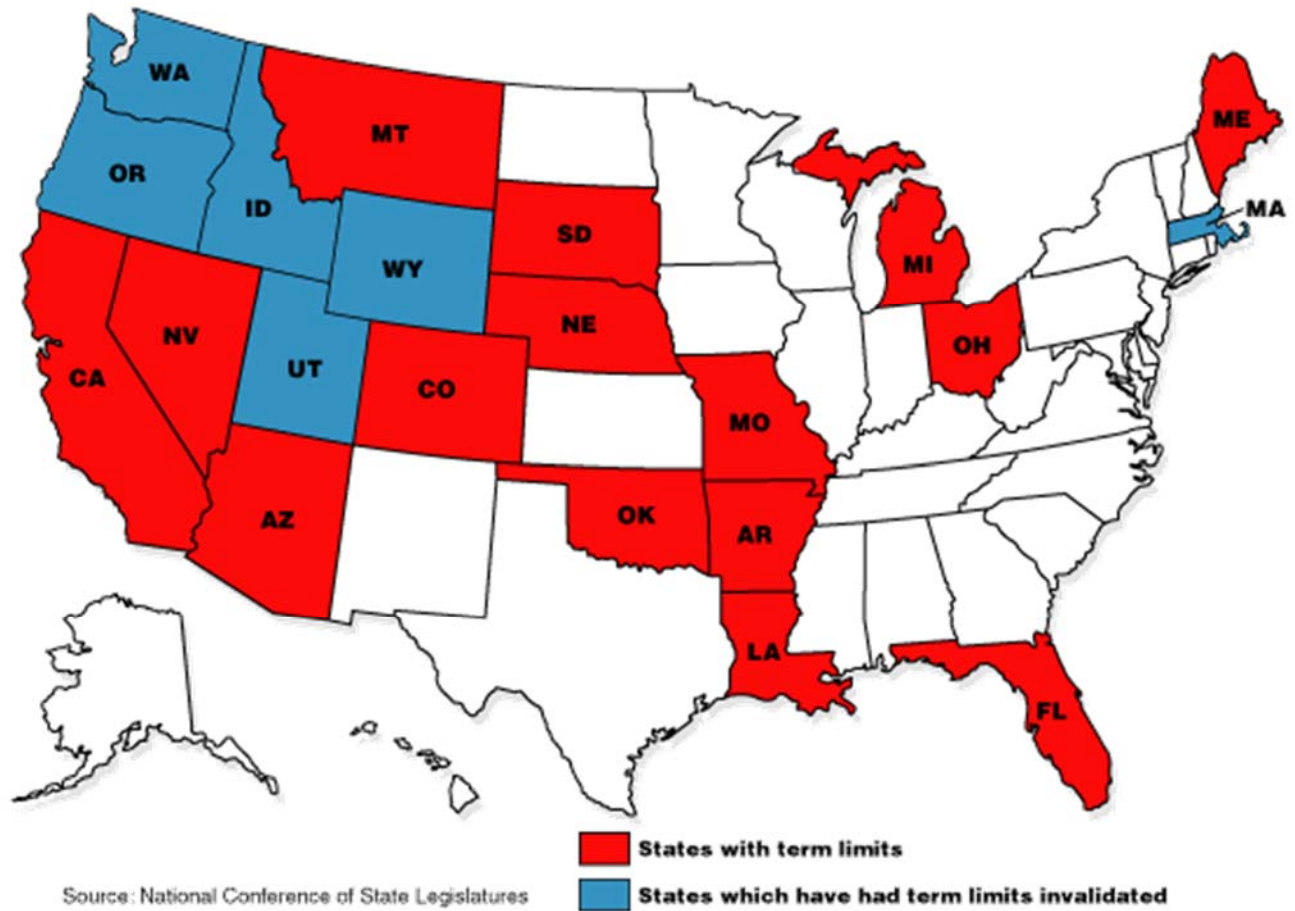 WA
ME
MT
OR
ID
MA
SD
WY
MI
NE
NV
OH
UT
CA
CO
MO
OK
AZ
AR
LA
FL
States with term limits
Source: National Conference of State Legislatures
States which have had term limits invalidated